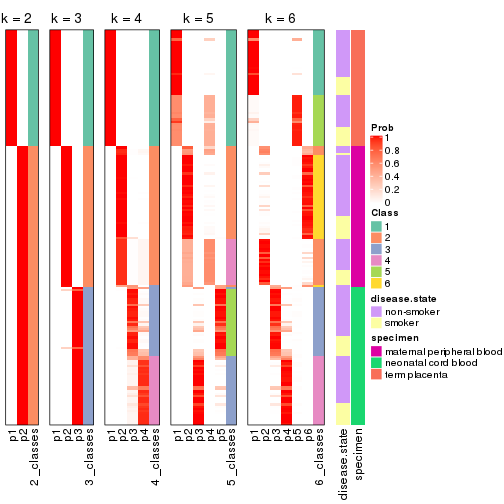 k = 2 k = 3 k = 4 k = 5 k = 6
Prob
1
0.8
0.6
0.4
0.2
0
Class
1
2
3
4
5
6
disease.state
non-smoker
smoker
specimen
maternal peripheral blood
neonatal cord blood
term placenta
p1
p2
2_classes
p1
p2
p3
3_classes
p1
p2
p3
p4
4_classes
p1
p2
p3
p4
p5
5_classes
p1
p2
p3
p4
p5
p6
6_classes
disease.state
specimen